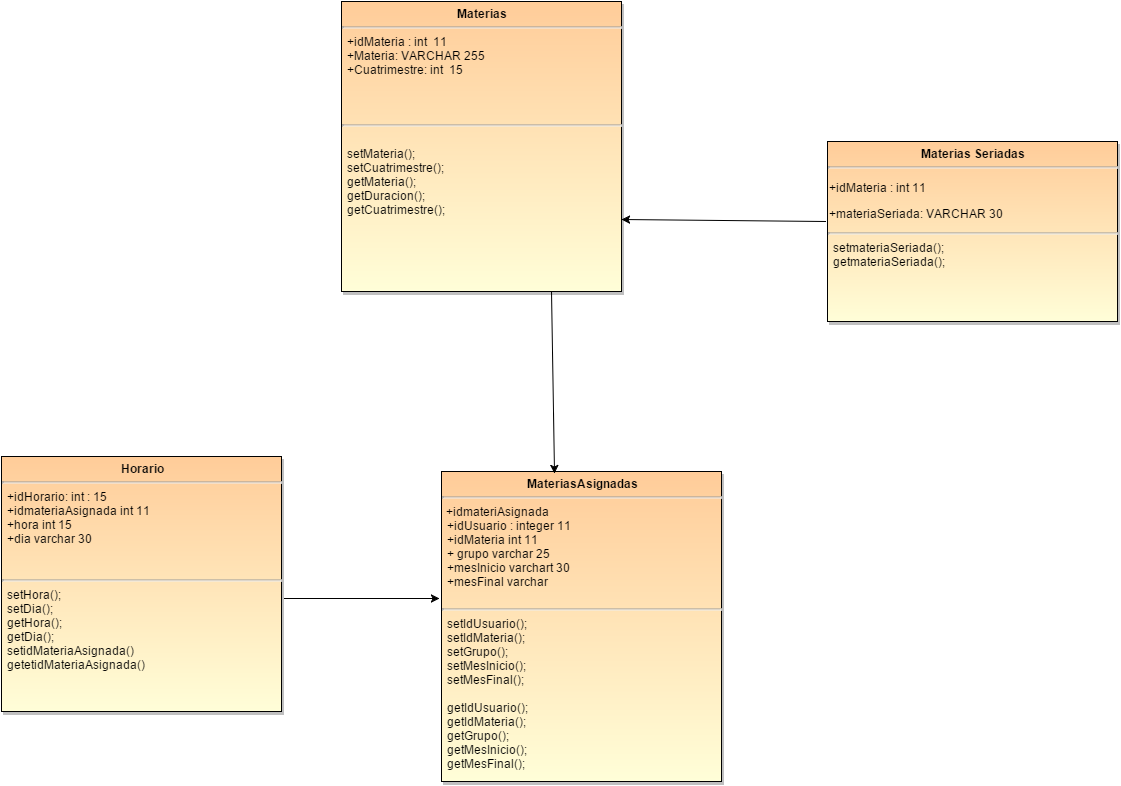 Materias
+idMateria : int 11
+Materia: VARCHAR 255
+Cuatrimestre: int 15
setMateria();
setCuatrimestre();
getMateria();
getDuracion();
getCuatrimestre();
Materias Seriadas
+idMateria : int 11
+materiaSeriada: VARCHAR 30
setmateriaSeriada();
getmateriaSeriada();
Horario
+idHorario: int : 15
+idmateriaAsignada int 11
+hora int 15
+dia varchar 30
setHora();
setDia();
getHora();
getDia();
setidMateriaAsignada()
getetidMateriaAsignada()
MateriasAsignadas
+idmateriAsignada
+idUsuario : integer 11
+idMateria int 11
+ grupo varchar 25
+mesInicio varchart 30
+mesFinal varchar
setIdUsuario();
setIdMateria();
setGrupo();
setMesInicio();
setMesFinal();
getIdUsuario();
getIdMateria();
getGrupo();
getMesInicio();
getMesFinal();